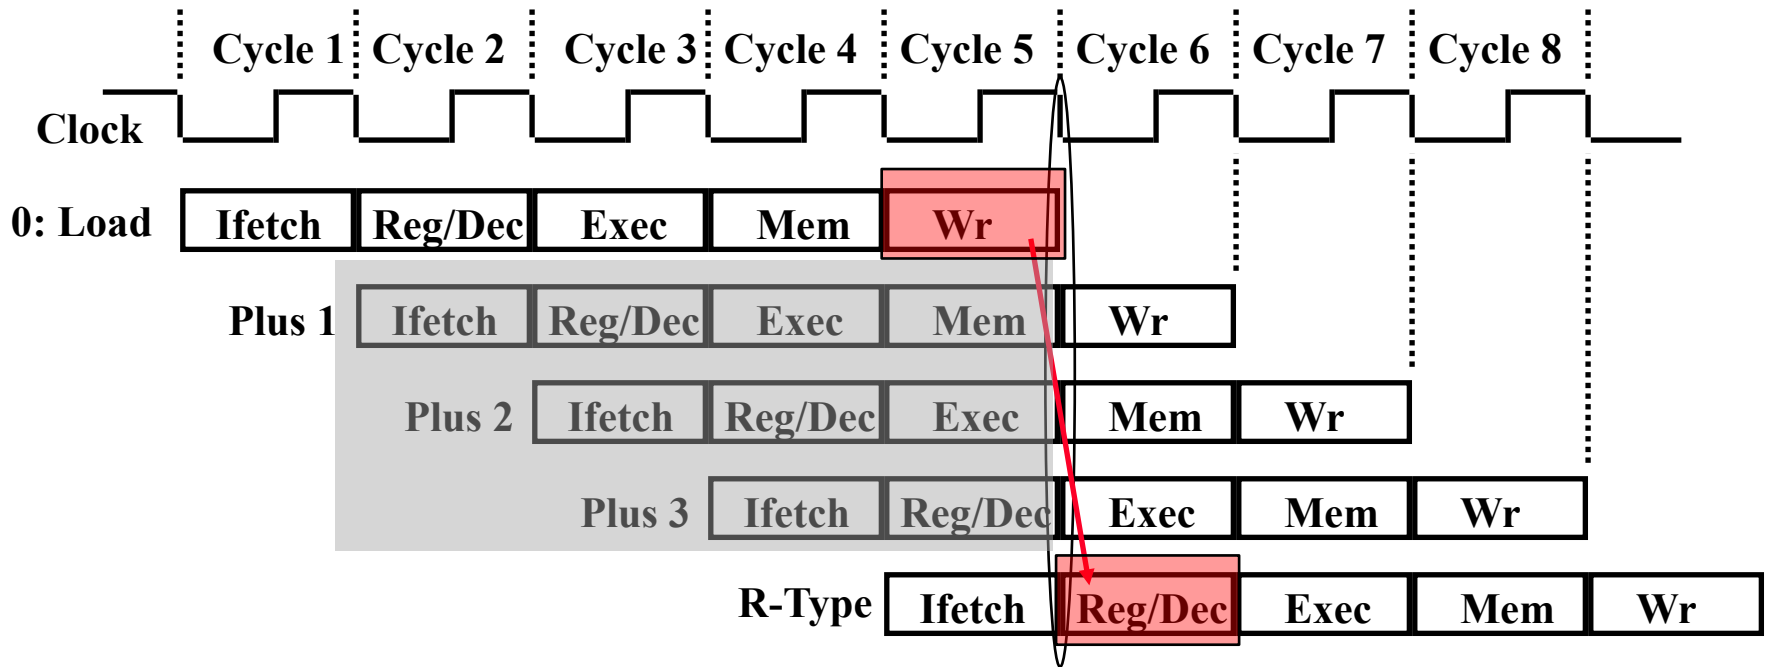 Cycle 1 Cycle 2 Cycle 3 Cycle 4 Cycle 5 Cycle 6 Cycle 7 Cycle 8
Clock
0: Load Ifetch Reg/Dec Exec Mem Wr
Plus 1 Ifetch Reg/Dec Exec Mem Wr
Plus 2 Ifetch Reg/Dec Exec Mem Wr
Plus 3 Ifetch Reg/Dec Exec Mem Wr
R-Type Ifetch Reg/Dec Exec Mem Wr